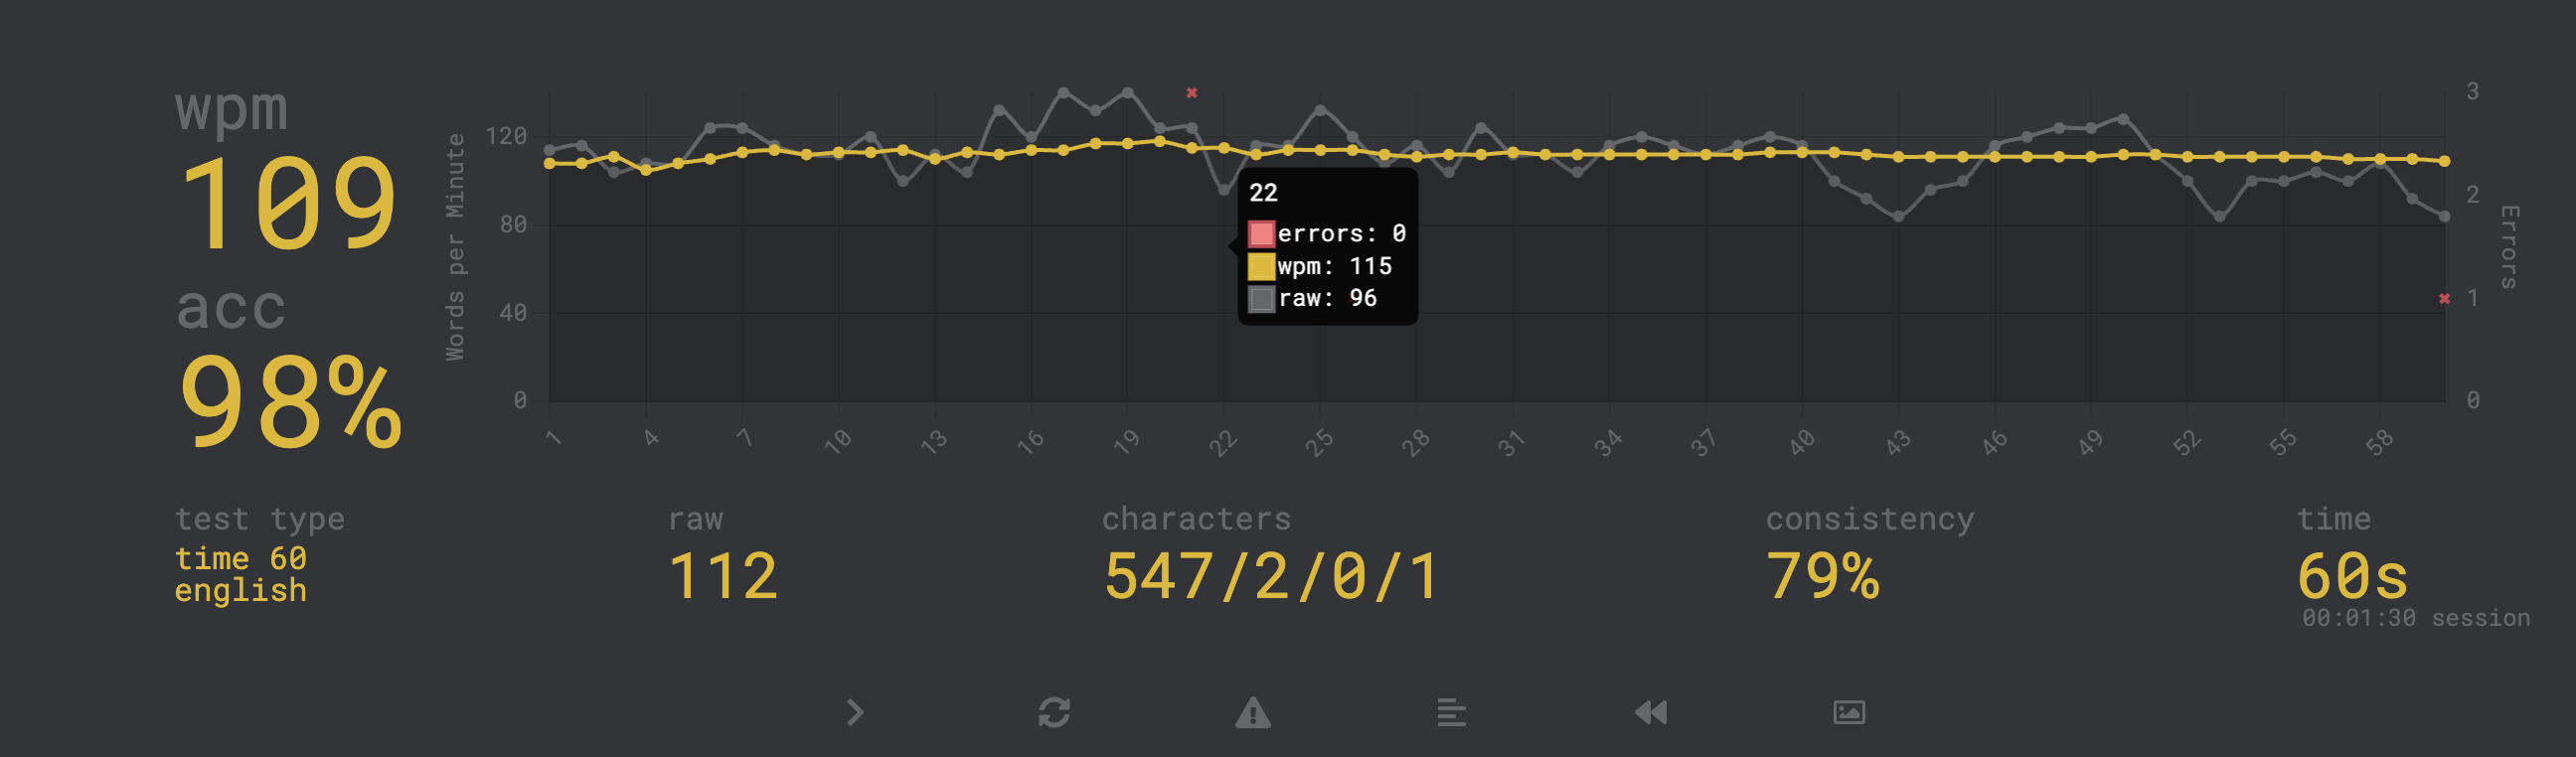 wpm
109
acc
98%
Words per Minute
120
80
40
0
3
2
1
0
Errors
22
errors: 0
wpm: 115
raw: 96
1 4 7 10 13 16 19 22 25 28 31 34 37 40 43 46 49 52 55 58
test type
time 60
english
raw
112
characters
547/2/0/1
consistency
79%
time
60s
00:01:30 session